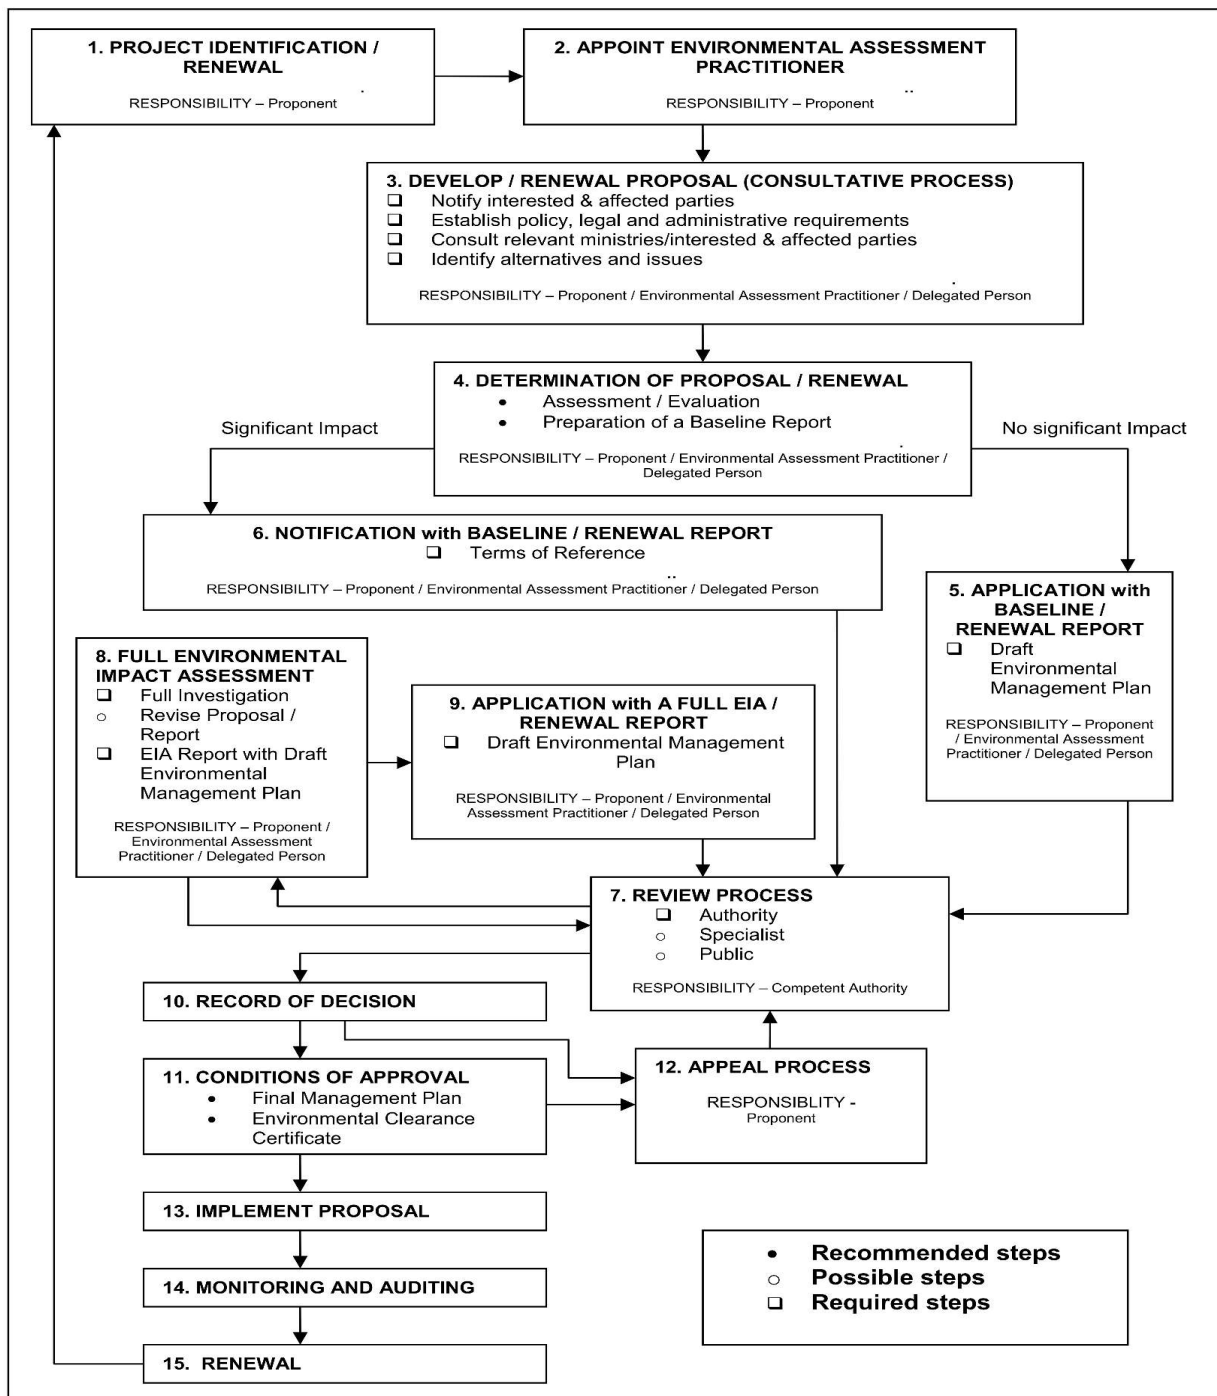 1. PROJECT IDENTIFICATION /
RENEWAL
RESPONSIBILITY – Proponent
2. APPOINT ENVIRONMENTAL ASSESSMENT
PRACTITIONER
RESPONSIBILITY – Proponent
3. DEVELOP / RENEWAL PROPOSAL (CONSULTATIVE PROCESS)
❑ Notify interested & affected parties
❑ Establish policy, legal and administrative requirements
❑ Consult relevant ministries/interested & affected parties
❑ Identify alternatives and issues
RESPONSIBILITY – Proponent / Environmental Assessment Practitioner / Delegated Person
4. DETERMINATION OF PROPOSAL / RENEWAL
• Assessment / Evaluation
• Preparation of a Baseline Report
RESPONSIBILITY – Proponent / Environmental Assessment Practitioner /
Delegated Person
Significant Impact
No significant Impact
6. NOTIFICATION with BASELINE / RENEWAL REPORT
❑ Terms of Reference
RESPONSIBILITY – Proponent / Environmental Assessment Practitioner / Delegated Person
5. APPLICATION with
BASELINE /
RENEWAL REPORT
❑ Draft
Environmental
Management Plan
RESPONSIBILITY – Proponent
/ Environmental Assessment
Practitioner / Delegated Person
8. FULL ENVIRONMENTAL
IMPACT ASSESSMENT
❑ Full Investigation
○ Revise Proposal /
Report
❑ EIA Report with Draft
Environmental
Management Plan
RESPONSIBILITY – Proponent /
Environmental Assessment
Practitioner / Delegated Person
9. APPLICATION with A FULL EIA /
RENEWAL REPORT
❑ Draft Environmental Management
Plan
RESPONSIBILITY – Proponent / Environmental
Assessment Practitioner / Delegated Person
7. REVIEW PROCESS
❑ Authority
○ Specialist
○ Public
RESPONSIBILITY – Competent Authority
10. RECORD OF DECISION
11. CONDITIONS OF APPROVAL
• Final Management Plan
• Environmental Clearance
Certificate
12. APPEAL PROCESS
RESPONSIBLITY -
Proponent
13. IMPLEMENT PROPOSAL
14. MONITORING AND AUDITING
15. RENEWAL
• Recommended steps
○ Possible steps
❑ Required steps